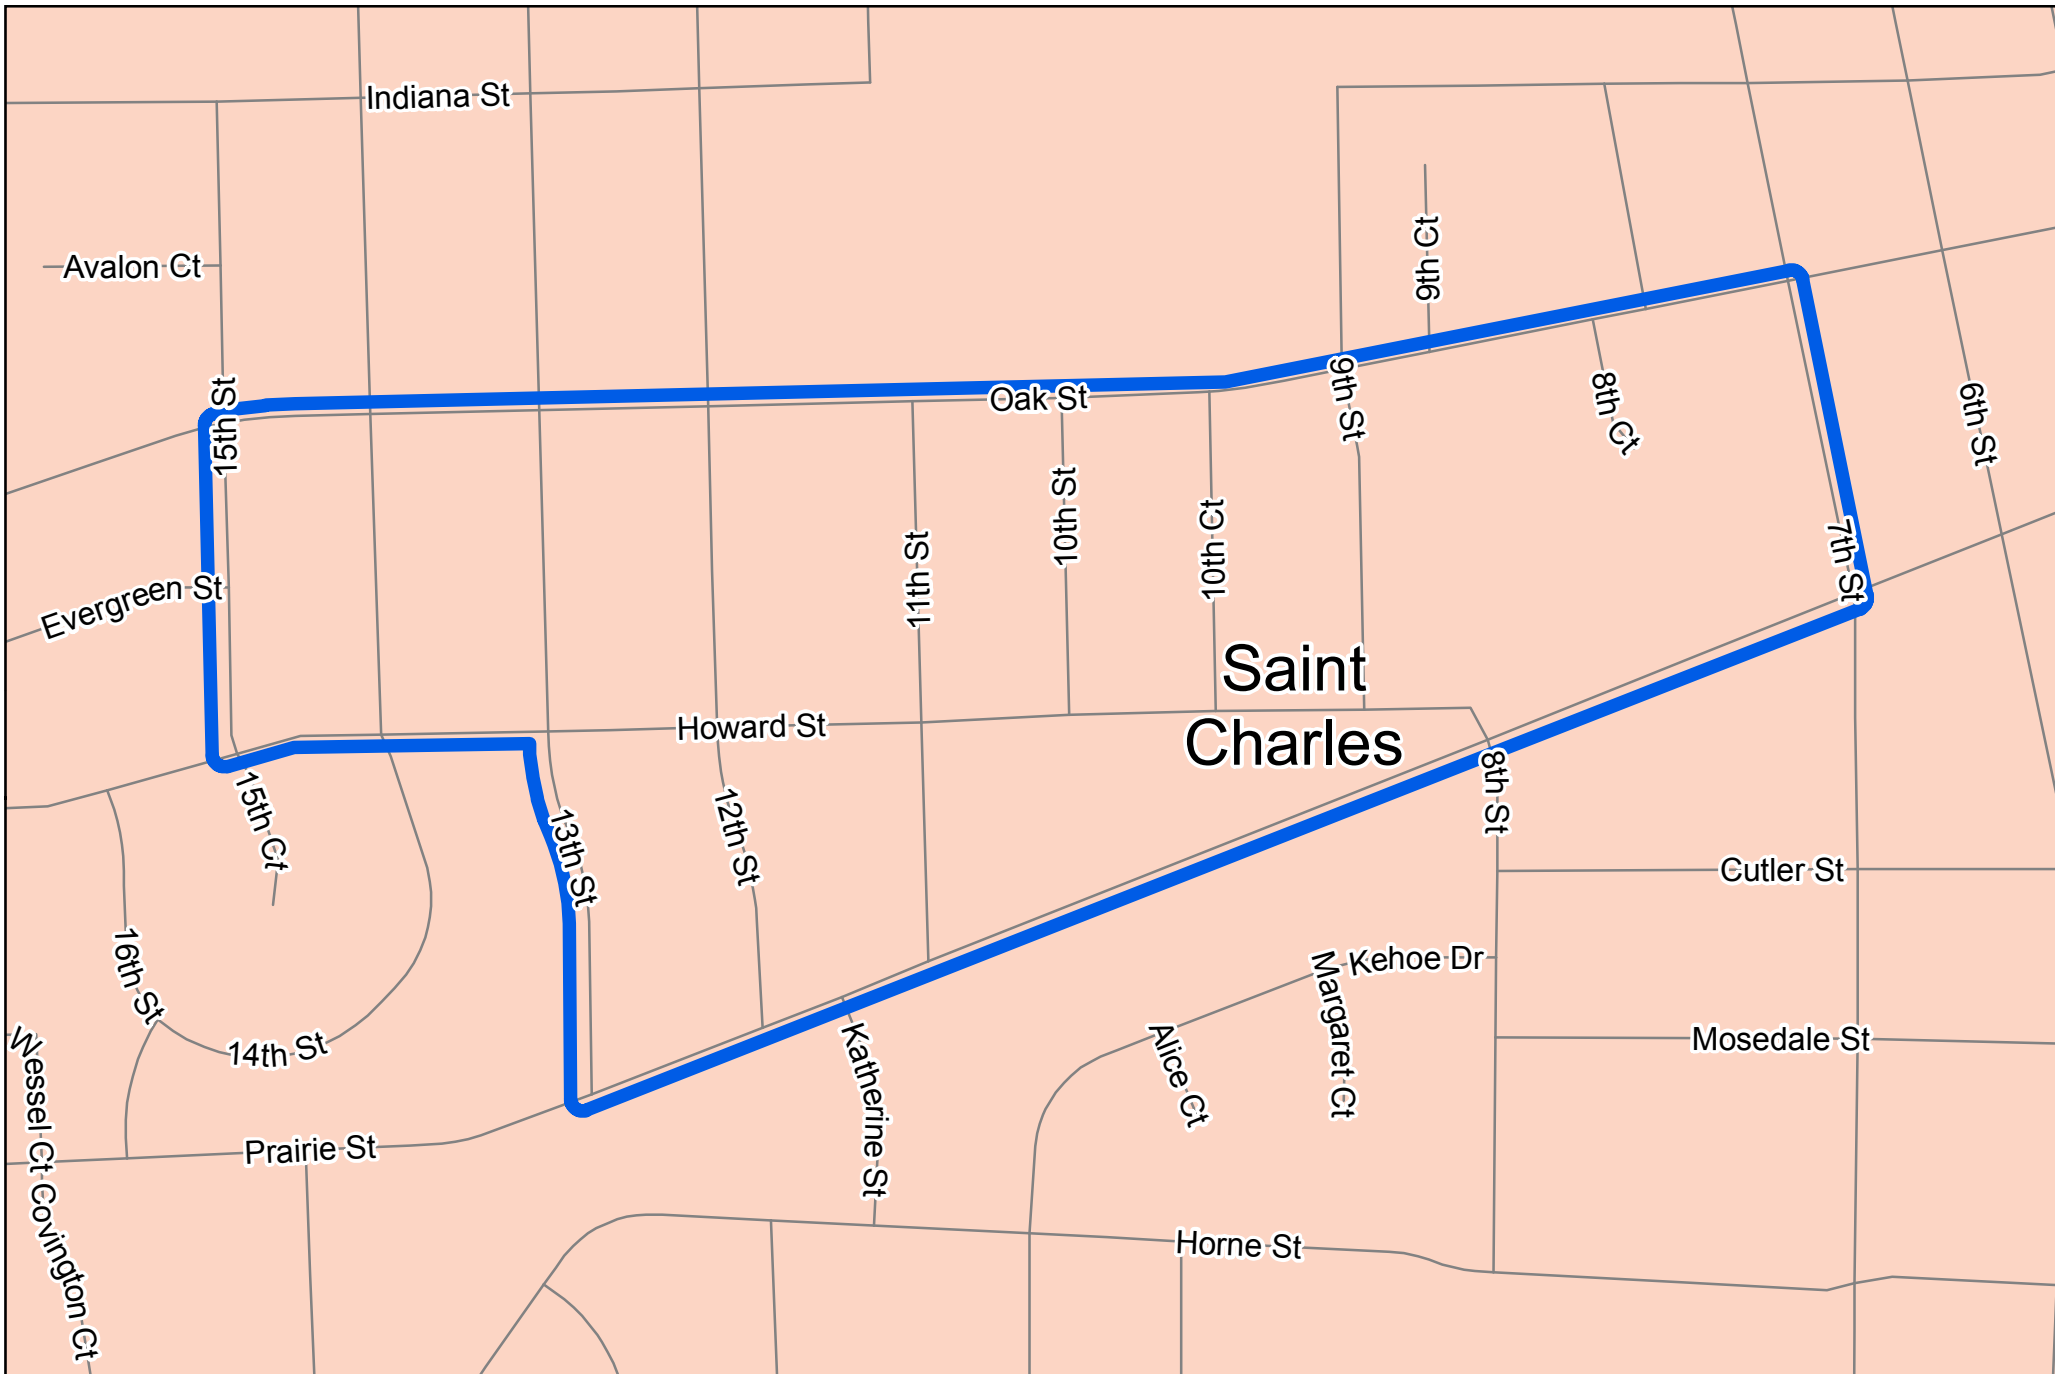 Indiana St
Avalon Ct
9th Ct
15th St
Oak St
9th St
8th Ct
6th St
10th St
10th Ct
11th St
7th St
Evergreen St
Saint
Charles
Howard St
15th Ct
13th St
12th St
8th St
Cutler St
16th St
Kehoe Dr
Margaret Ct
14th St
Alice Ct
Katherine St
Mosedale St
Wessel Ct
Prairie St
Covington Ct
Horne St